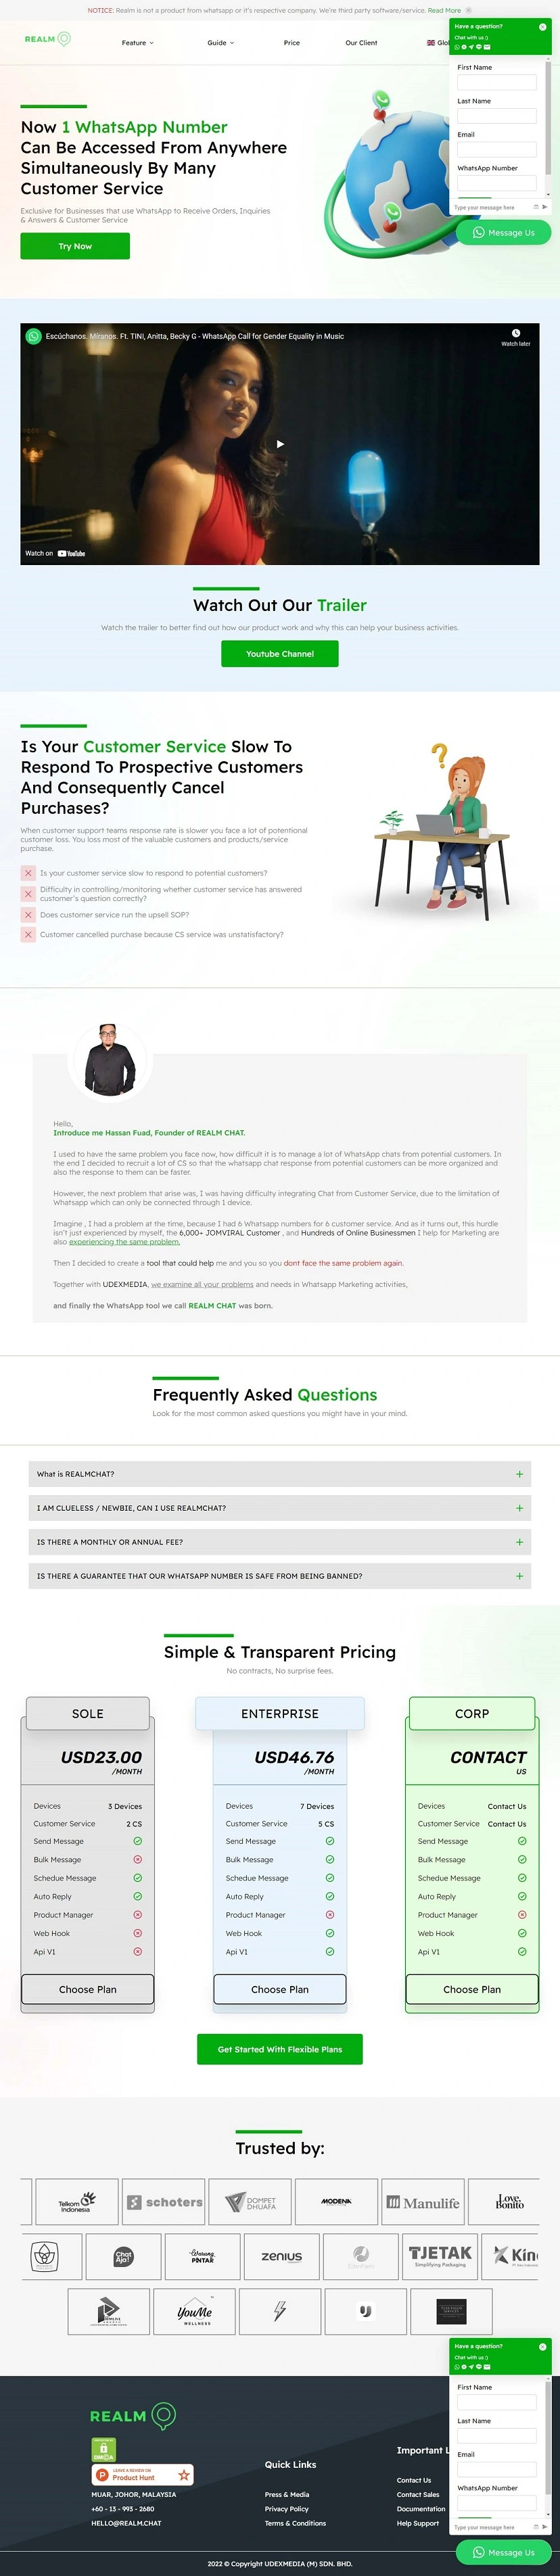 NOTICE: Realm is not a product from whatsapp or it's respective company. We're third party software/service. Read More
REALM
Feature
Guide
Price
Our Client
Have a question?
Chat with us :)
First Name
Last Name
Email
WhatsApp Number
Type your message here
Message Us
Now 1 WhatsApp Number
Can Be Accessed From Anywhere
Simultaneously By Many
Customer Service
Exclusive for Businesses that use WhatsApp to Receive Orders, Inquiries
& Answers & Customer Service
Try Now
Escúchanos. Míranos. Ft. TINI, Anitta, Becky G - WhatsApp Call for Gender Equality in Music
Watch later
Watch on YouTube
Watch Out Our Trailer
Watch the trailer to better find out how our product work and why this can help your business activities.
Youtube Channel
Is Your Customer Service Slow To
Respond To Prospective Customers
And Consequently Cancel
Purchases?
When customer support teams response rate is slower you face a lot of potential
customer loss. You loss most of the valuable customers and products/service
purchase.
Is your customer service slow to respond to potential customers?
Difficulty in controlling/monitoring whether customer service has answered
customer's question correctly?
Does customer service run the upsell SOP?
Customer cancelled purchase because CS service was unstatisfactory?
Hello,
Introduce me Hassan Fuad, Founder of REALM CHAT.
I used to have the same problem you face now, how difficult it is to manage a lot of WhatsApp chats from potential customers. In
the end I decided to recruit a lot of CS so that the whatsapp chat response from potential customers can be more organized and
also the response to them can be faster.
However, the next problem that arise was, I was having difficulty integrating Chat from Customer Service, due to the limitation of
Whatsapp which can only be connected through 1 device.
Imagine , I had a problem at the time, because I had 6 Whatsapp numbers for 6 customer service. And as it turns out, this hurdle
isn't just experienced by myself, the 6,000+ JOMVIRAL Customer , and Hundreds of Online Businessmen I help for Marketing are
also experiencing the same problem.
Then I decided to create a tool that could help me and you so you dont face the same problem again.
Together with UDEXMEDIA, we examine all your problems and needs in Whatsapp Marketing activities,
and finally the WhatsApp tool we call REALM CHAT was born.
Frequently Asked Questions
Look for the most common asked questions you might have in your mind.
What is REALMCHAT?
I AM CLUELESS / NEWBIE, CAN I USE REALMCHAT?
IS THERE A MONTHLY OR ANNUAL FEE?
IS THERE A GUARANTEE THAT OUR WHATSAPP NUMBER IS SAFE FROM BEING BANNED?
Simple & Transparent Pricing
No contracts, No surprise fees.
SOLE
USD23.00
/MONTH
Devices 3 Devices
Customer Service 2 CS
Send Message
Bulk Message
Schedue Message
Auto Reply
Product Manager
Web Hook
Api V1
Choose Plan
ENTERPRISE
USD46.76
/MONTH
Devices 7 Devices
Customer Service 5 CS
Send Message
Bulk Message
Schedue Message
Auto Reply
Product Manager
Web Hook
Api V1
Choose Plan
CORP
CONTACT
US
Devices Contact Us
Customer Service Contact Us
Send Message
Bulk Message
Schedue Message
Auto Reply
Product Manager
Web Hook
Api V1
Choose Plan
Get Started With Flexible Plans
Trusted by:
Telkom
Indonesia
schoters
DOMPET
DHUAFA
MODENA
Manulife
Love,
Bonito
Chat
Aja!
Warung
PINTAR
zenius
TJETAK
Simplifying Packaging
YouMe
WELLNESS
REALM
DMCA
LEAVE A REVIEW ON
Product Hunt
MUAR, JOHOR, MALAYSIA
+60 - 13 - 993 - 2680
HELLO@REALM.CHAT
Quick Links
Press & Media
Privacy Policy
Terms & Conditions
Important
Contact Us
Contact Sales
Documentation
Help Support
Have a question?
Chat with us :)
First Name
Last Name
Email
WhatsApp Number
Type your message here
Message Us
2022 © Copyright UDEXMEDIA (M) SDN. BHD.